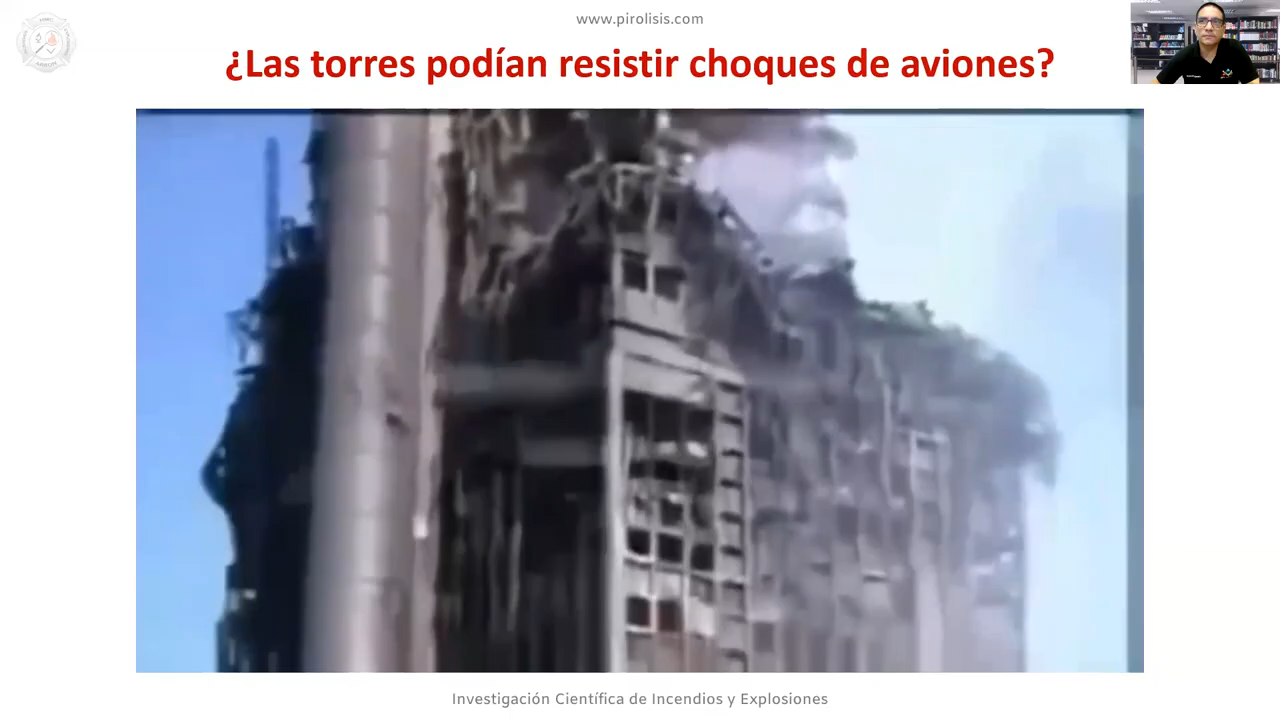 www.pirolisis.com
¿Las torres podían resistir choques de aviones?
Investigación Científica de Incendios y Explosiones